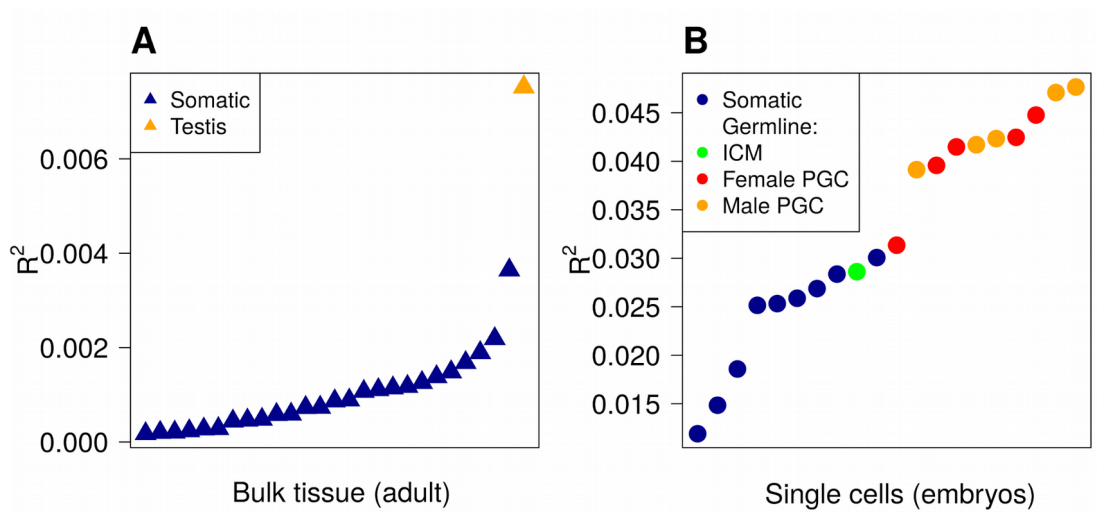 A
Somatic
Testis
0.006
0.004
0.002
0.000
R²
Bulk tissue (adult)
B
Somatic
Germline:
ICM
Female PGC
Male PGC
0.045
0.040
0.035
0.030
0.025
0.020
0.015
R²
Single cells (embryos)